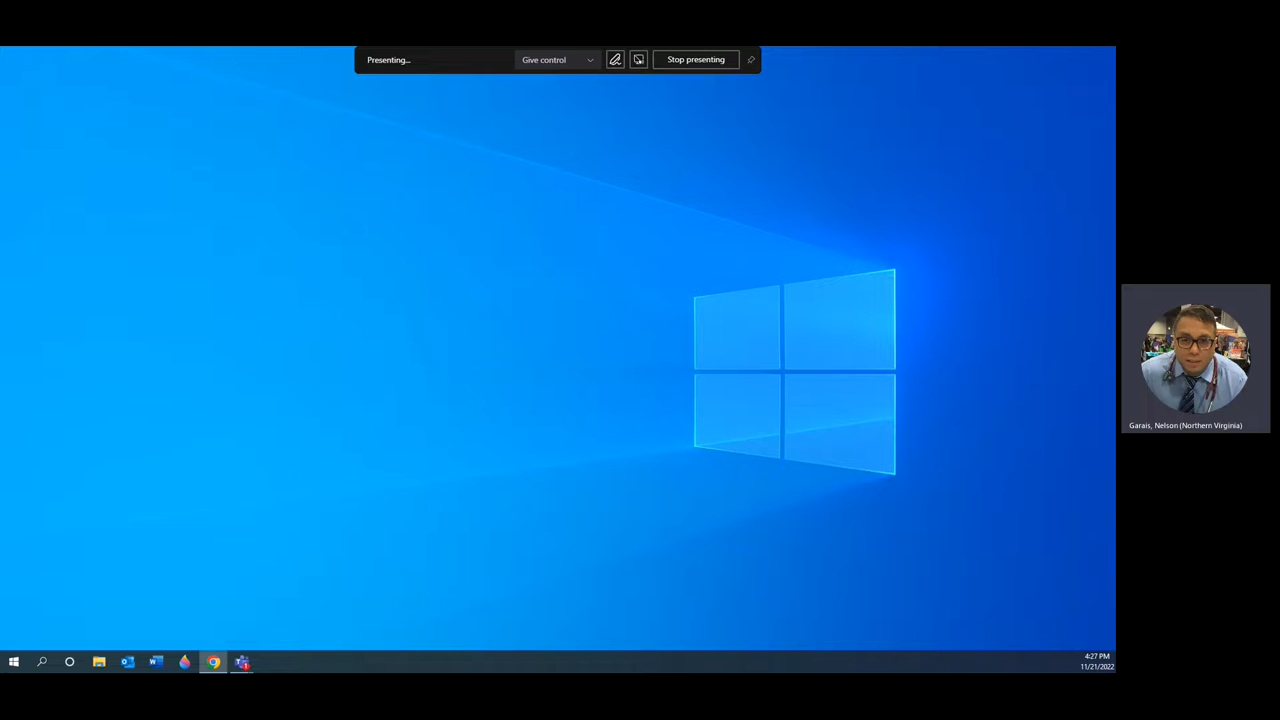 Presenting...
Give control
Stop presenting
Garais, Nelson (Northern Virginia)
4:27 PM
11/21/2022